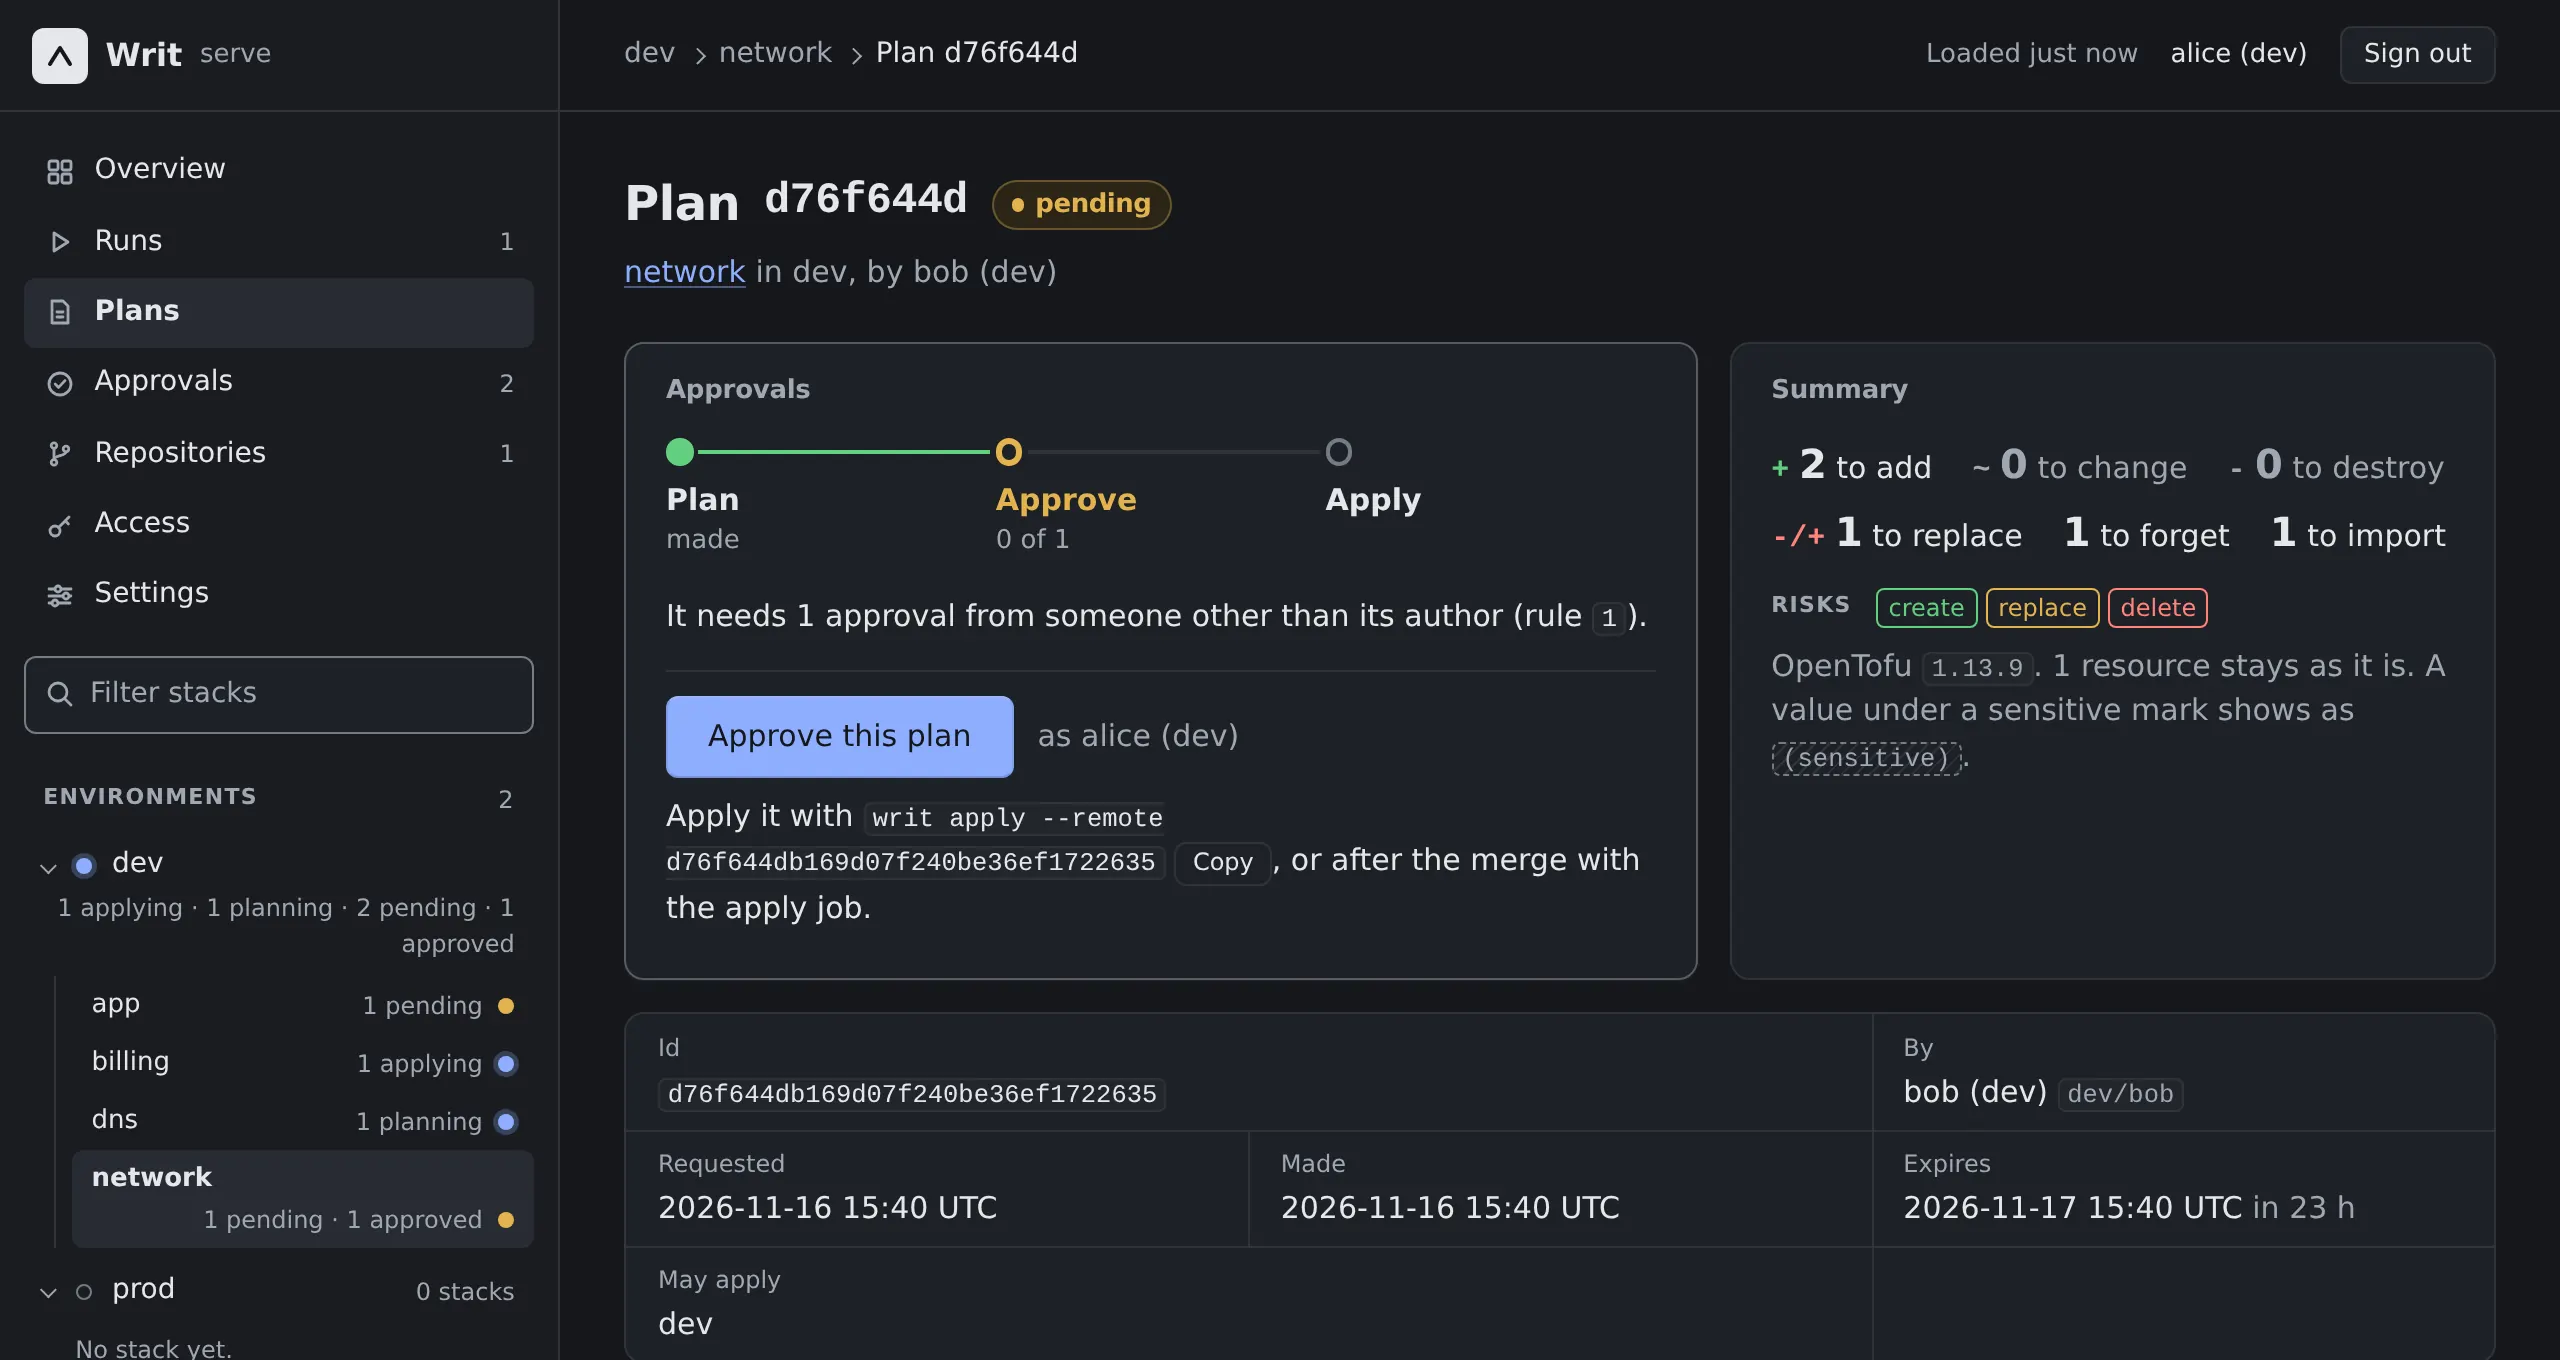 Writ serve
dev > network > Plan d76f644d
Loaded just now alice (dev) Sign out
Overview
Runs 1
Plans
Approvals 2
Repositories 1
Access
Settings
Filter stacks
ENVIRONMENTS 2
dev
1 applying · 1 planning · 2 pending · 1
approved
app 1 pending
billing 1 applying
dns 1 planning
network
1 pending · 1 approved
prod 0 stacks
No stack yet.
Plan d76f644d pending
network in dev, by bob (dev)
Approvals
Plan Approve Apply
made 0 of 1
It needs 1 approval from someone other than its author (rule 1).
Approve this plan as alice (dev)
Apply it with writ apply --remote
d76f644db169d07f240be36ef1722635 Copy, or after the merge with
the apply job.
Summary
+ 2 to add ~ 0 to change - 0 to destroy
-/+ 1 to replace 1 to forget 1 to import
RISKS create replace delete
OpenTofu 1.13.9. 1 resource stays as it is. A
value under a sensitive mark shows as
(sensitive).
Id
d76f644db169d07f240be36ef1722635
By
bob (dev) dev/bob
Requested
2026-11-16 15:40 UTC
Made
2026-11-16 15:40 UTC
Expires
2026-11-17 15:40 UTC in 23 h
May apply
dev